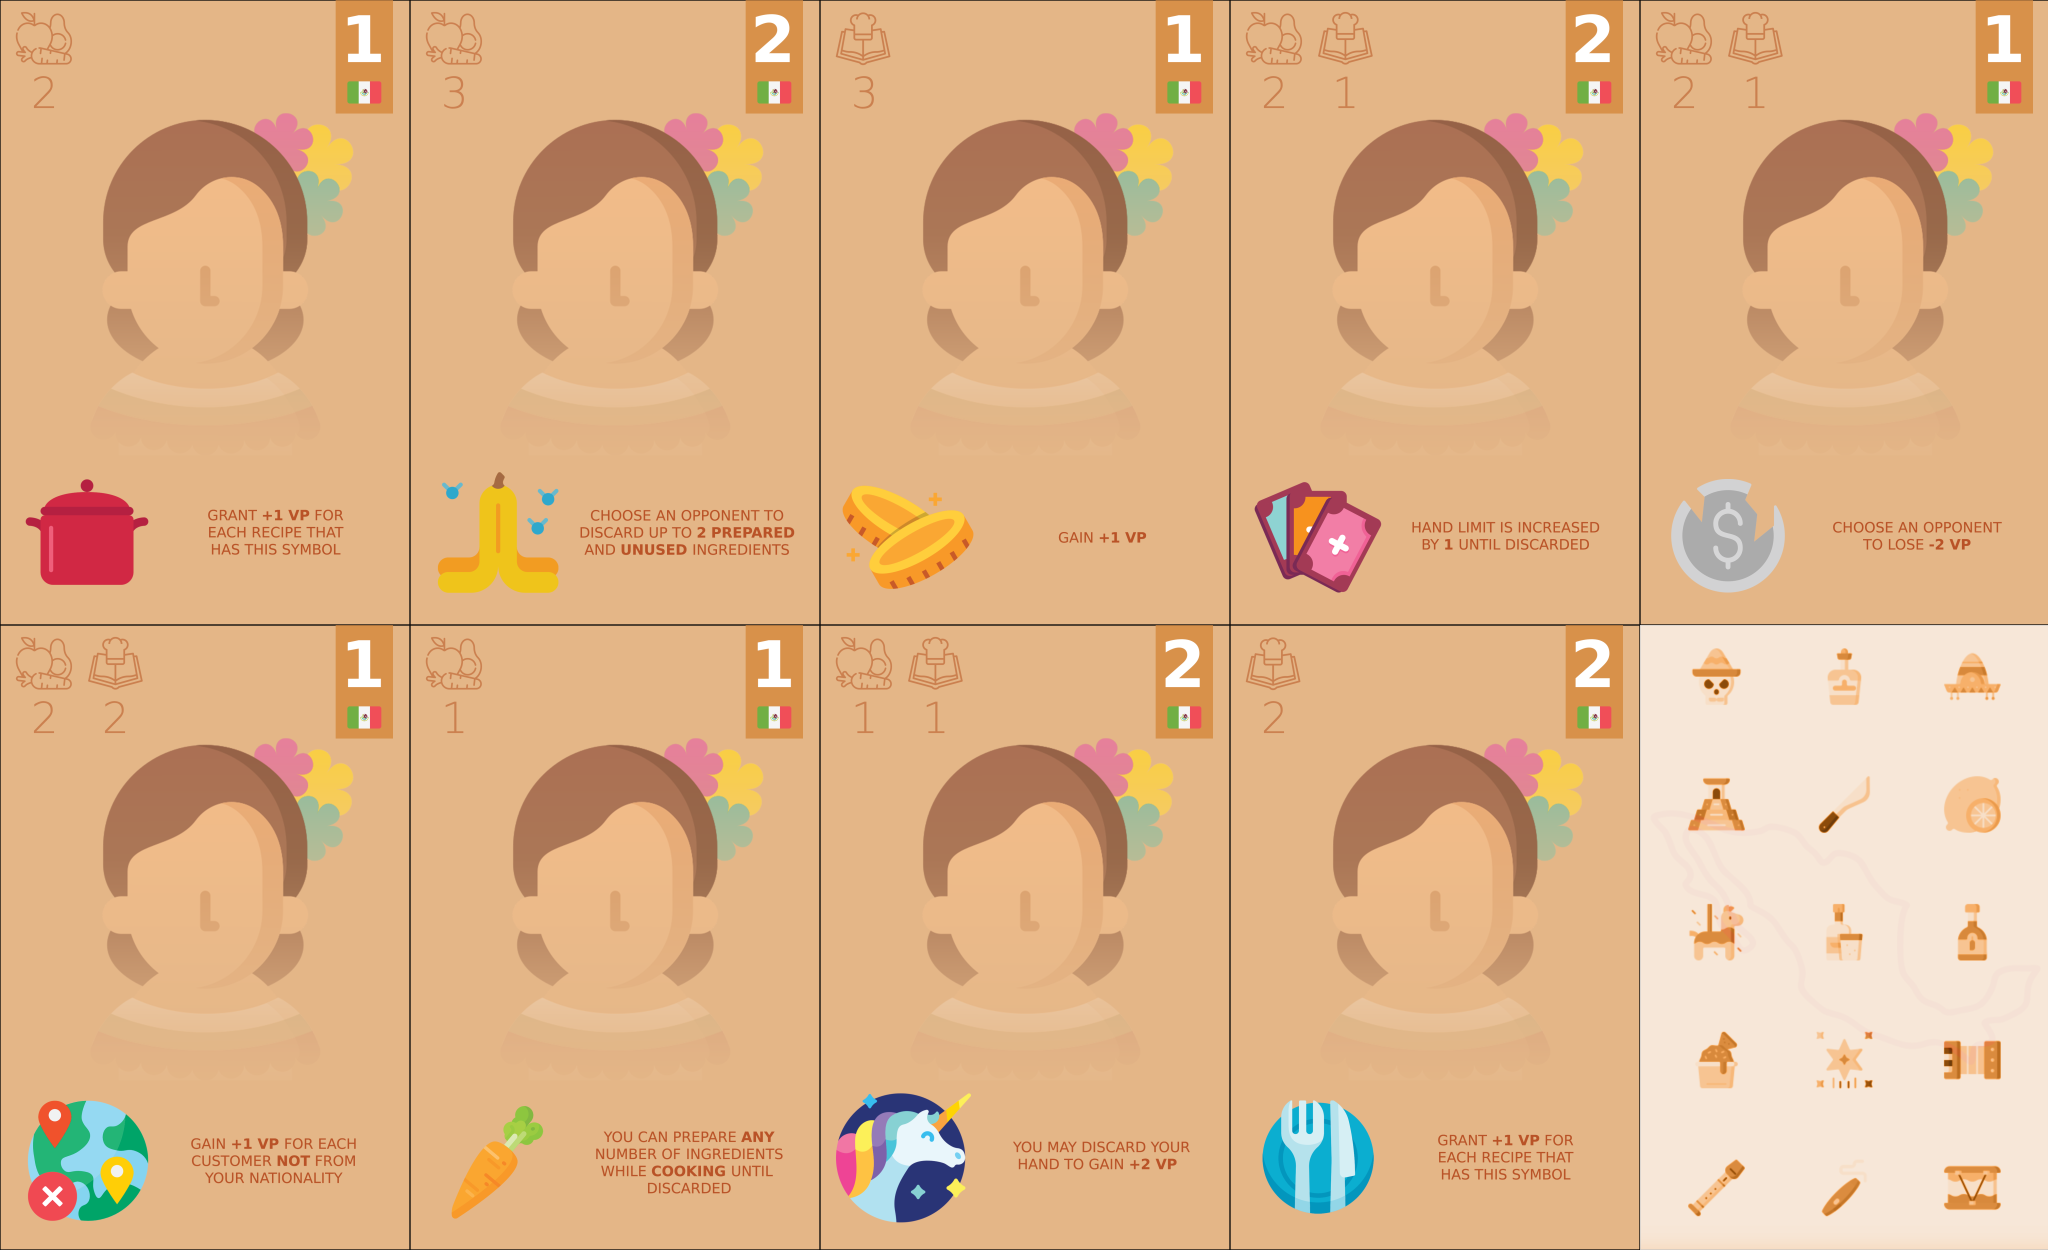 1
2
GRANT +1 VP FOR
EACH RECIPE THAT
HAS THIS SYMBOL
2
3
CHOOSE AN OPPONENT TO
DISCARD UP TO 2 PREPARED
AND UNUSED INGREDIENTS
1
3
GAIN +1 VP
2
2 1
HAND LIMIT IS INCREASED
BY 1 UNTIL DISCARDED
1
2 1
CHOOSE AN OPPONENT
TO LOSE -2 VP
1
2 2
GAIN +1 VP FOR EACH
CUSTOMER NOT FROM
YOUR NATIONALITY
1
1
YOU CAN PREPARE ANY
NUMBER OF INGREDIENTS
WHILE COOKING UNTIL
DISCARDED
2
1 1
YOU MAY DISCARD YOUR
HAND TO GAIN +2 VP
2
2
GRANT +1 VP FOR
EACH RECIPE THAT
HAS THIS SYMBOL